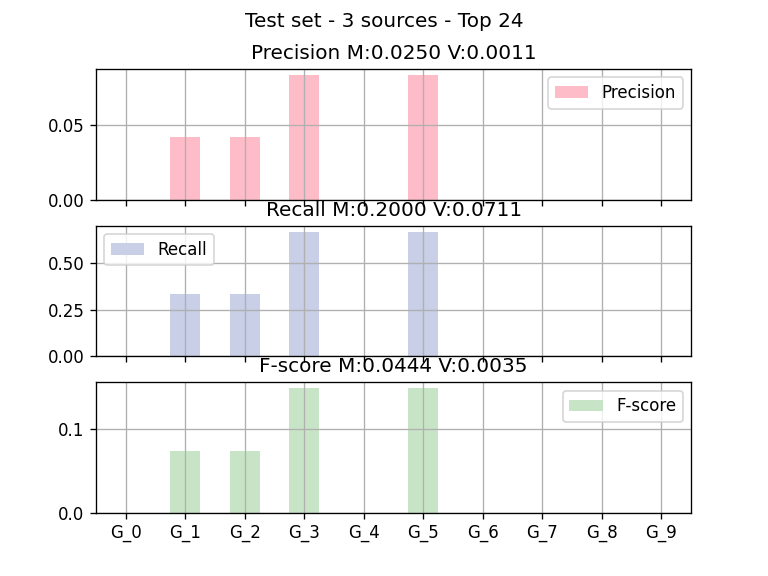 Test set - 3 sources - Top 24
Precision M:0.0250 V:0.0011
Precision
0.05
0.00
Recall M:0.2000 V:0.0711
Recall
0.50
0.25
0.00
F-score M:0.0444 V:0.0035
F-score
0.1
0.0
G_0 G_1 G_2 G_3 G_4 G_5 G_6 G_7 G_8 G_9